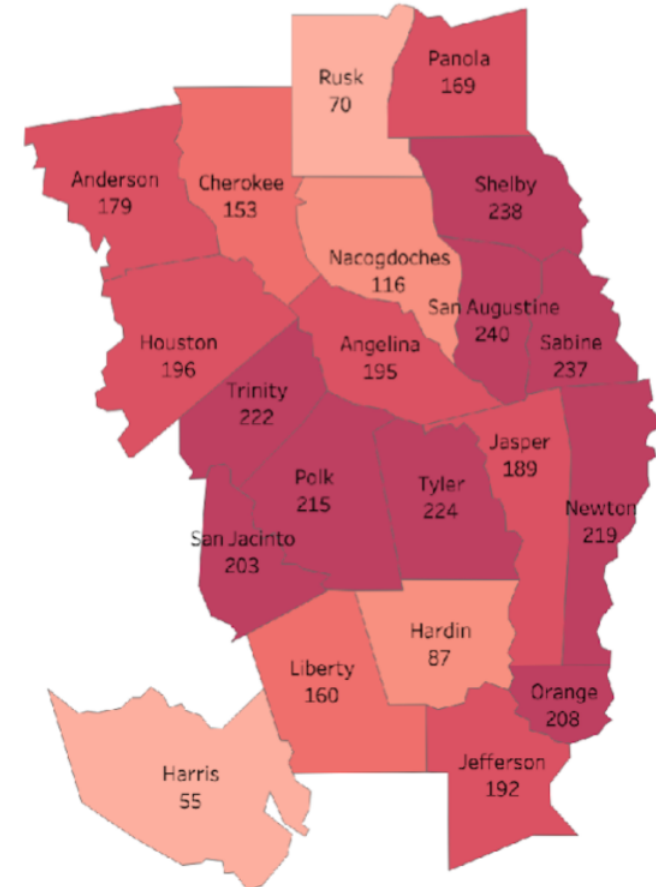 Panola
169
Rusk
70
Anderson
179
Cherokee
153
Shelby
238
Nacogdoches
116
San Augustine
240
Sabine
237
Houston
196
Angelina
195
Trinity
222
Jasper
189
Polk
215
Tyler
224
Newton
219
San Jacinto
203
Hardin
87
Liberty
160
Orange
208
Harris
55
Jefferson
192